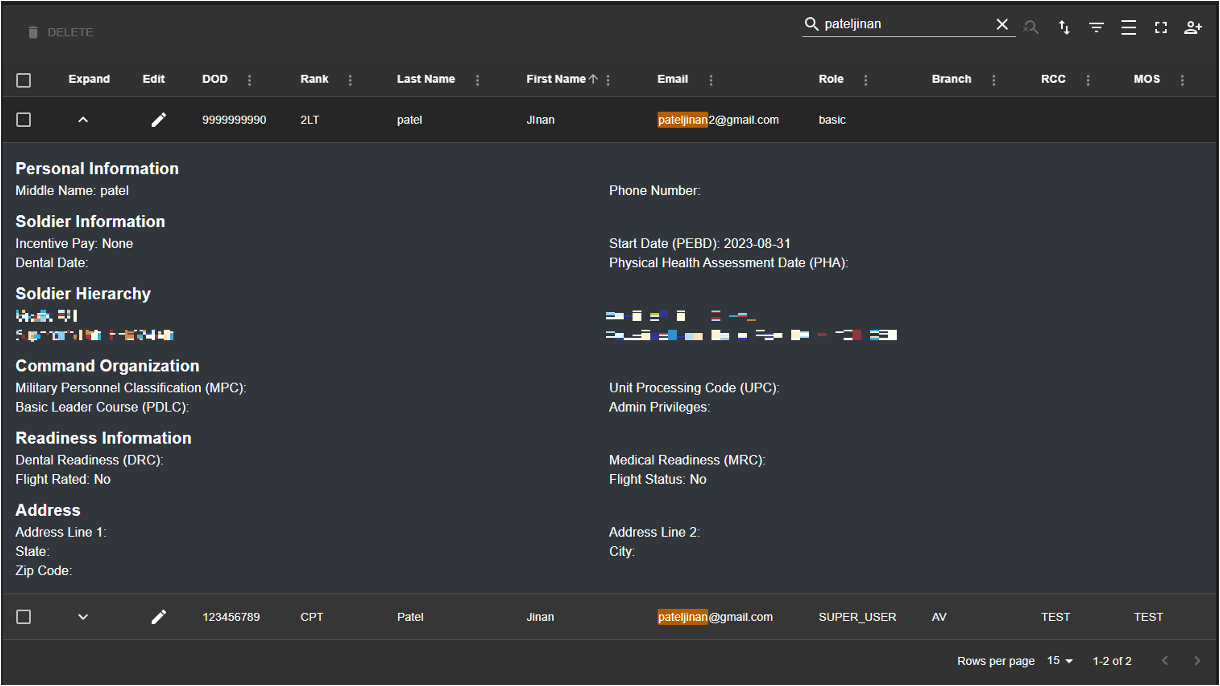 DELETE
pateljinan
Expand Edit DOD Rank Last Name First Name Email Role Branch RCC MOS
9999999990 2LT patel JInan pateljinan2@gmail.com basic
Personal Information
Middle Name: patel Phone Number:
Soldier Information
Incentive Pay: None Start Date (PEBD): 2023-08-31
Dental Date: Physical Health Assessment Date (PHA):
Soldier Hierarchy
Command Organization
Military Personnel Classification (MPC): Unit Processing Code (UPC):
Basic Leader Course (PDLC): Admin Privileges:
Readiness Information
Dental Readiness (DRC): Medical Readiness (MRC):
Flight Rated: No Flight Status: No
Address
Address Line 1: Address Line 2:
State: City:
Zip Code:
123456789 CPT Patel Jinan pateljinan@gmail.com SUPER_USER AV TEST TEST
Rows per page 15 1-2 of 2